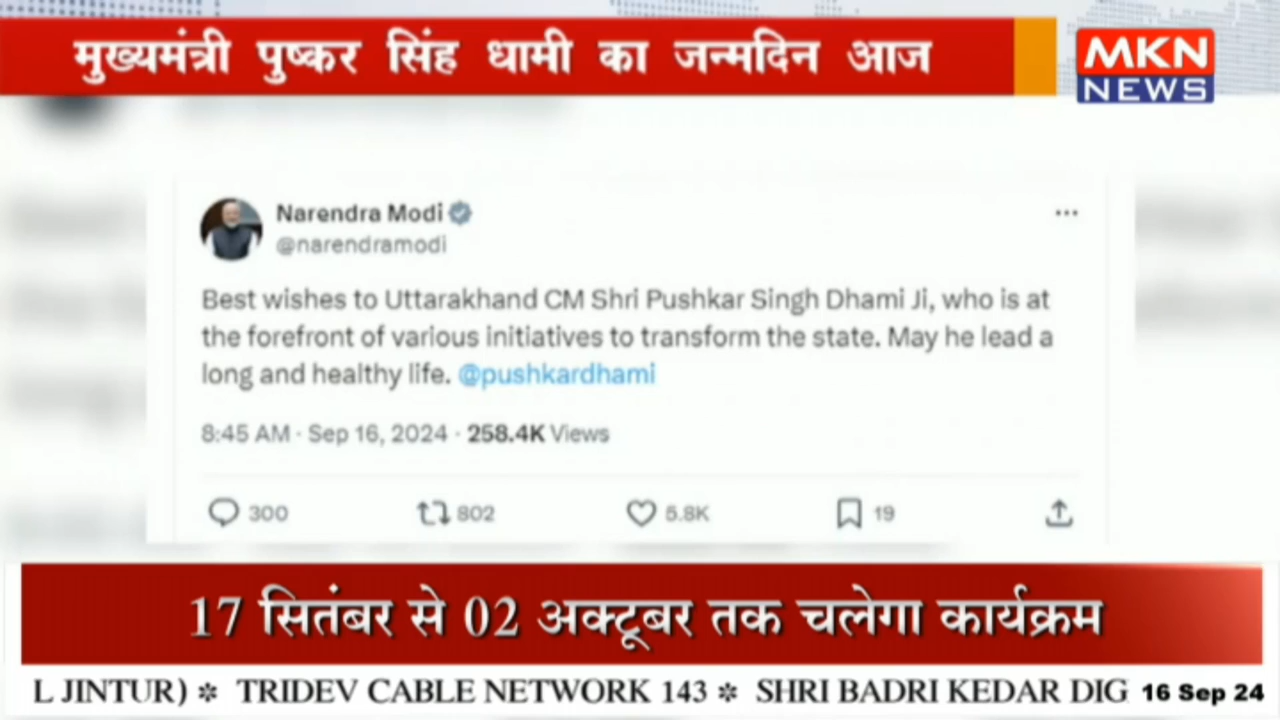 मुख्यमंत्री पुष्कर सिंह धामी का जन्मदिन आज
MKN
NEWS
Narendra Modi
@narendramodi
Best wishes to Uttarakhand CM Shri Pushkar Singh Dhami Ji, who is at
the forefront of various initiatives to transform the state. May he lead a
long and healthy life. @pushkardhami
8:45 AM · Sep 16, 2024 · 258.4K Views
300 802 5.8K 19
17 सितंबर से 02 अक्टूबर तक चलेगा कार्यक्रम
L JINTUR) * TRIDEV CABLE NETWORK 143 * SHRI BADRI KEDAR DIG 16 Sep 24